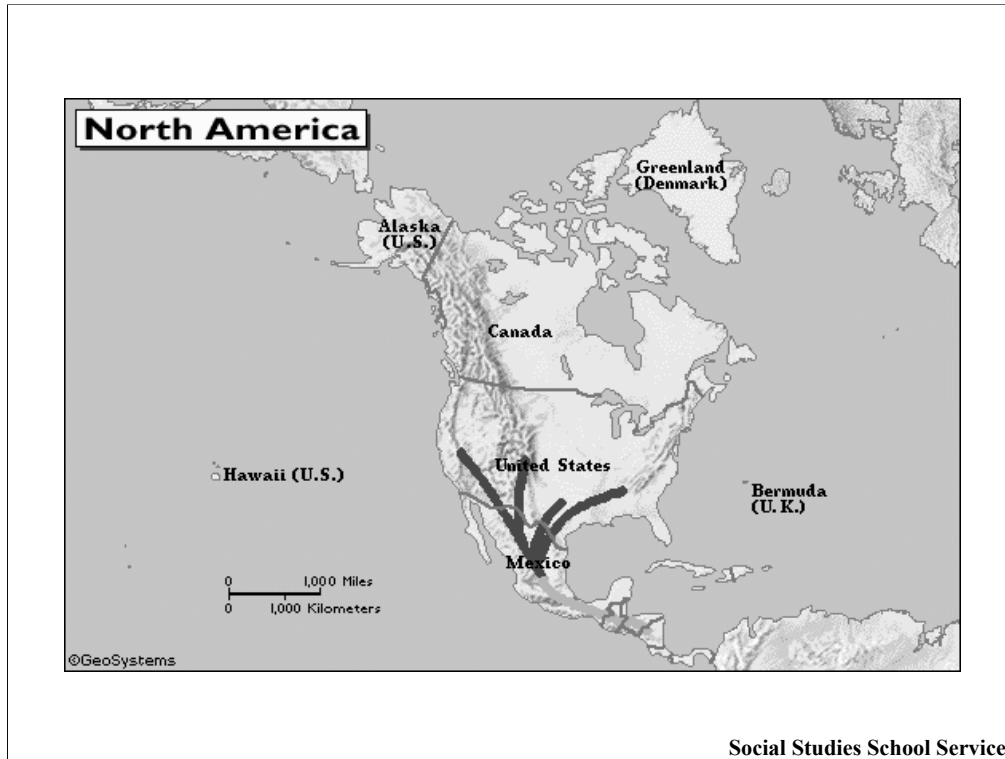 North America
Greenland
(Denmark)
Alaska
(U.S.)
Canada
United States
Hawaii (U.S.)
Bermuda
(U.K.)
Mexico
0 1,000 Miles
0 1,000 Kilometers
©GeoSystems
Social Studies School Service